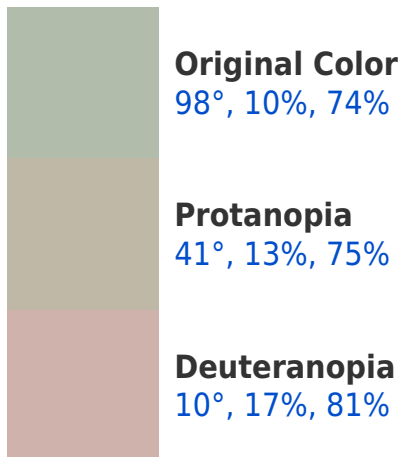 Original Color
98°, 10%, 74%
Protanopia
41°, 13%, 75%
Deuteranopia
10°, 17%, 81%